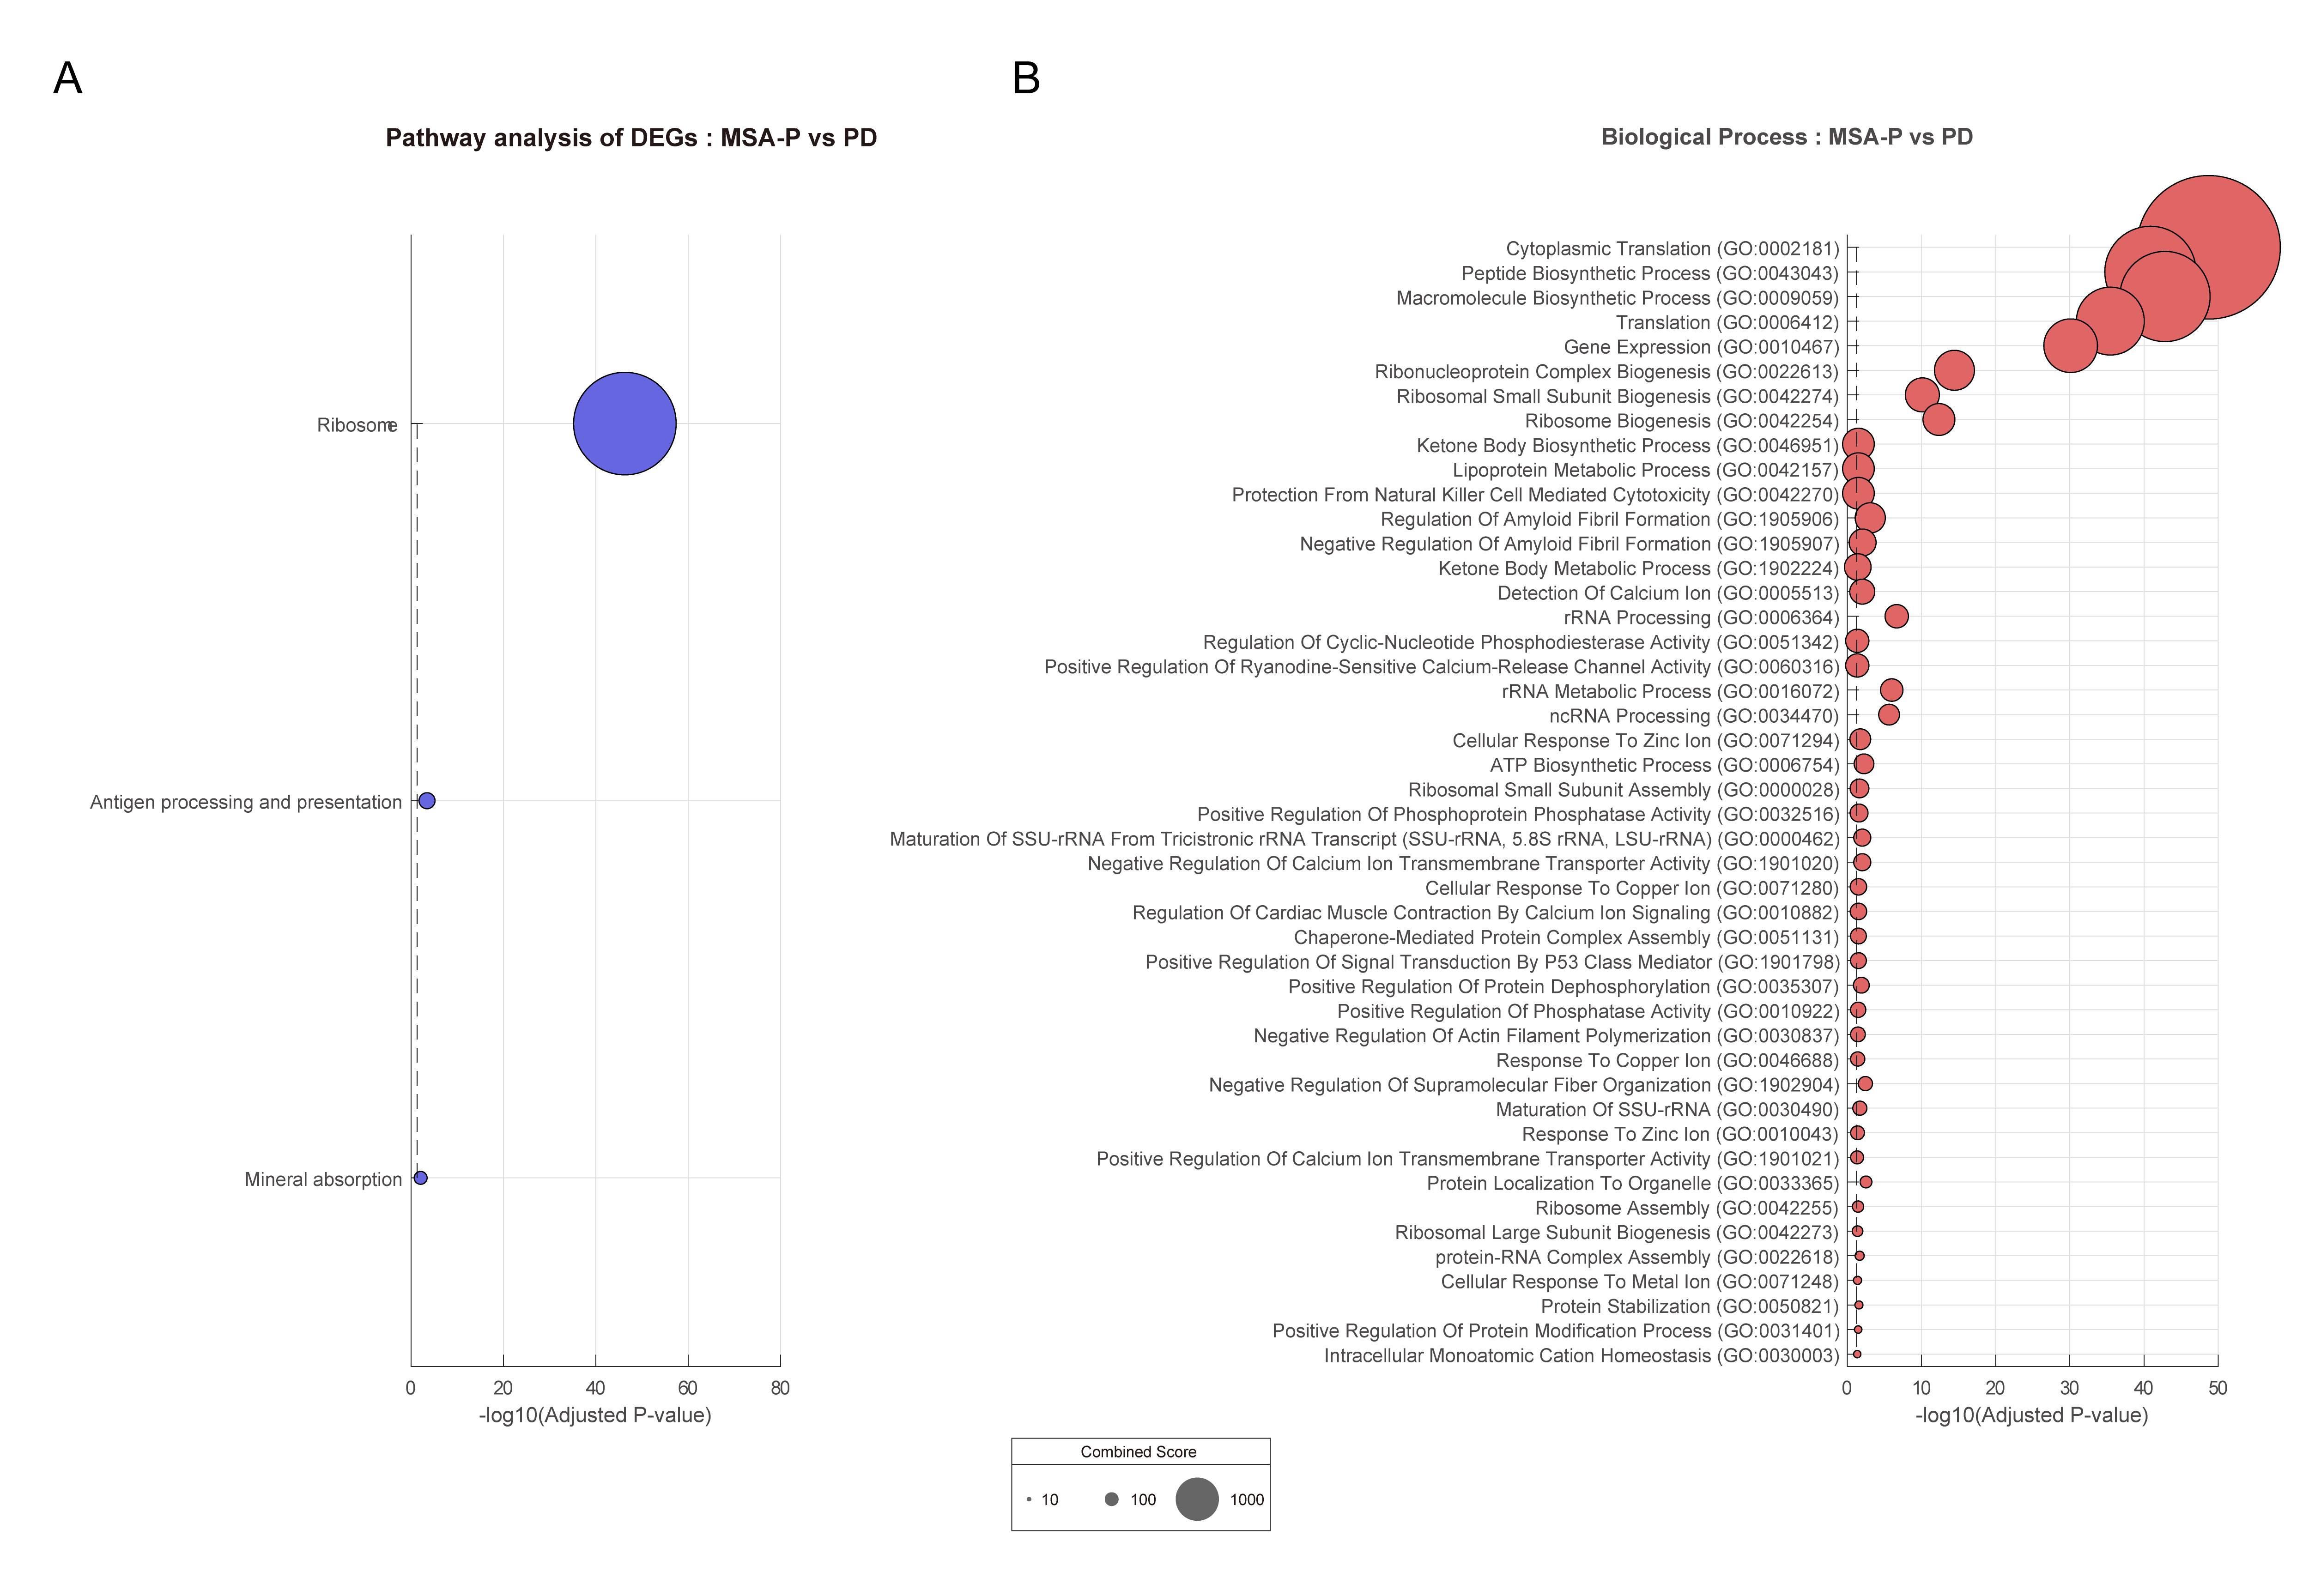 A
Pathway analysis of DEGs : MSA-P vs PD
Ribosome
Antigen processing and presentation
Mineral absorption
0 20 40 60 80
-log10(Adjusted P-value)
B
Biological Process : MSA-P vs PD
Cytoplasmic Translation (GO:0002181)
Peptide Biosynthetic Process (GO:0043043)
Macromolecule Biosynthetic Process (GO:0009059)
Translation (GO:0006412)
Gene Expression (GO:0010467)
Ribonucleoprotein Complex Biogenesis (GO:0022613)
Ribosomal Small Subunit Biogenesis (GO:0042274)
Ribosome Biogenesis (GO:0042254)
Ketone Body Biosynthetic Process (GO:0046951)
Lipoprotein Metabolic Process (GO:0042157)
Protection From Natural Killer Cell Mediated Cytotoxicity (GO:0042270)
Regulation Of Amyloid Fibril Formation (GO:1905906)
Negative Regulation Of Amyloid Fibril Formation (GO:1905907)
Ketone Body Metabolic Process (GO:1902224)
Detection Of Calcium Ion (GO:0005513)
rRNA Processing (GO:0006364)
Regulation Of Cyclic-Nucleotide Phosphodiesterase Activity (GO:0051342)
Positive Regulation Of Ryanodine-Sensitive Calcium-Release Channel Activity (GO:0060316)
rRNA Metabolic Process (GO:0016072)
ncRNA Processing (GO:0034470)
Cellular Response To Zinc Ion (GO:0071294)
ATP Biosynthetic Process (GO:0006754)
Ribosomal Small Subunit Assembly (GO:0000028)
Positive Regulation Of Phosphoprotein Phosphatase Activity (GO:0032516)
Maturation Of SSU-rRNA From Tricistronic rRNA Transcript (SSU-rRNA, 5.8S rRNA, LSU-rRNA) (GO:0000462)
Negative Regulation Of Calcium Ion Transmembrane Transporter Activity (GO:1901020)
Cellular Response To Copper Ion (GO:0071280)
Regulation Of Cardiac Muscle Contraction By Calcium Ion Signaling (GO:0010882)
Chaperone-Mediated Protein Complex Assembly (GO:0051131)
Positive Regulation Of Signal Transduction By P53 Class Mediator (GO:1901798)
Positive Regulation Of Protein Dephosphorylation (GO:0035307)
Positive Regulation Of Phosphatase Activity (GO:0010922)
Negative Regulation Of Actin Filament Polymerization (GO:0030837)
Response To Copper Ion (GO:0046688)
Negative Regulation Of Supramolecular Fiber Organization (GO:1902904)
Maturation Of SSU-rRNA (GO:0030490)
Response To Zinc Ion (GO:0010043)
Positive Regulation Of Calcium Ion Transmembrane Transporter Activity (GO:1901021)
Protein Localization To Organelle (GO:0033365)
Ribosome Assembly (GO:0042255)
Ribosomal Large Subunit Biogenesis (GO:0042273)
protein-RNA Complex Assembly (GO:0022618)
Cellular Response To Metal Ion (GO:0071248)
Protein Stabilization (GO:0050821)
Positive Regulation Of Protein Modification Process (GO:0031401)
Intracellular Monoatomic Cation Homeostasis (GO:0030003)
0 10 20 30 40 50
-log10(Adjusted P-value)
Combined Score
10 100 1000